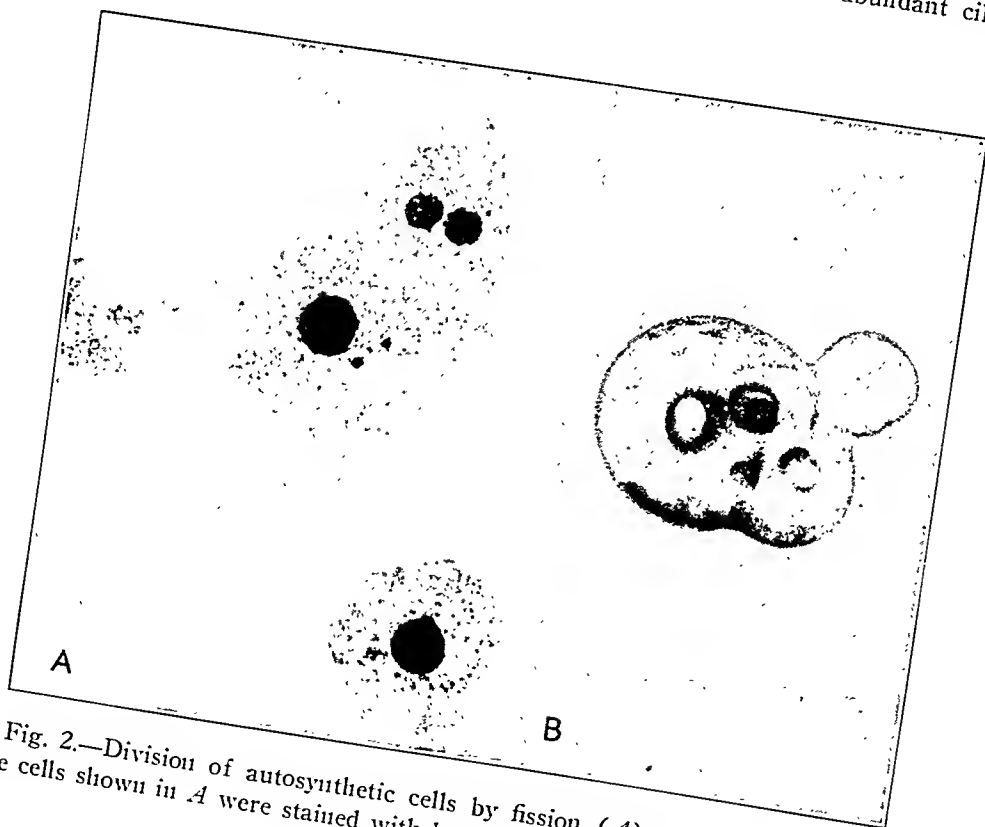 abundant
A
B
Fig. 2.—Division of autosynthetic cells by fission. (A)
cells shown in A were stained with